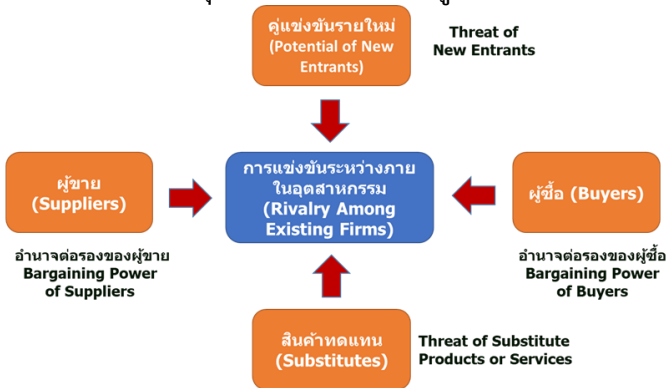 คู่แข่งขันรายใหม่
(Potential of New
Entrants)
Threat of
New Entrants
ผู้ขาย
(Suppliers)
การแข่งขันระหว่างภาย
ในอุตสาหกรรม
(Rivalry Among
Existing Firms)
ผู้ซื้อ (Buyers)
อำนาจต่อรองของผู้ขาย
Bargaining Power
of Suppliers
อำนาจต่อรองของผู้ซื้อ
Bargaining Power
of Buyers
สินค้าทดแทน
(Substitutes)
Threat of Substitute
Products or Services